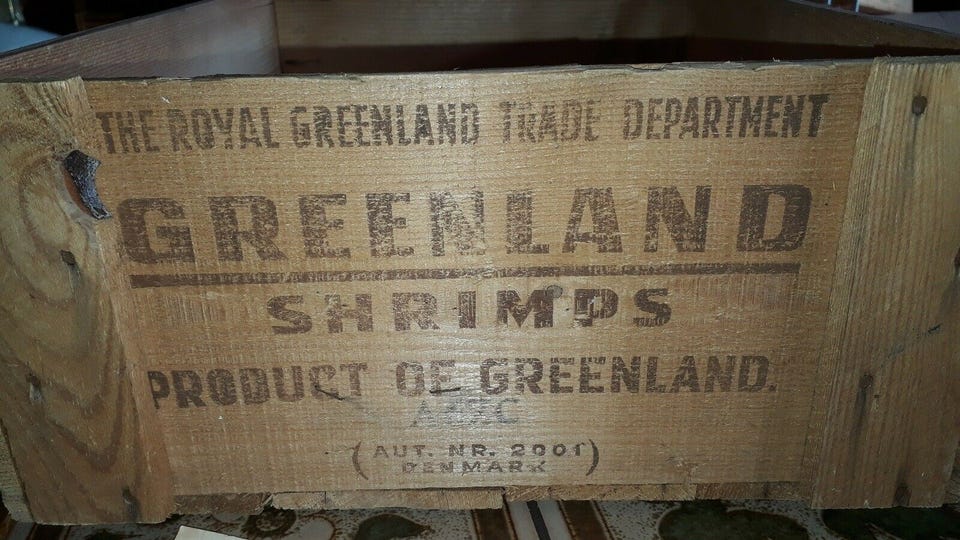 THE ROYAL GREENLAND TRADE DEPARTMENT
GREENLAND
SHRIMPS
PRODUCT OF GREENLAND.
(AUT. NR. 2001)
DENMARK